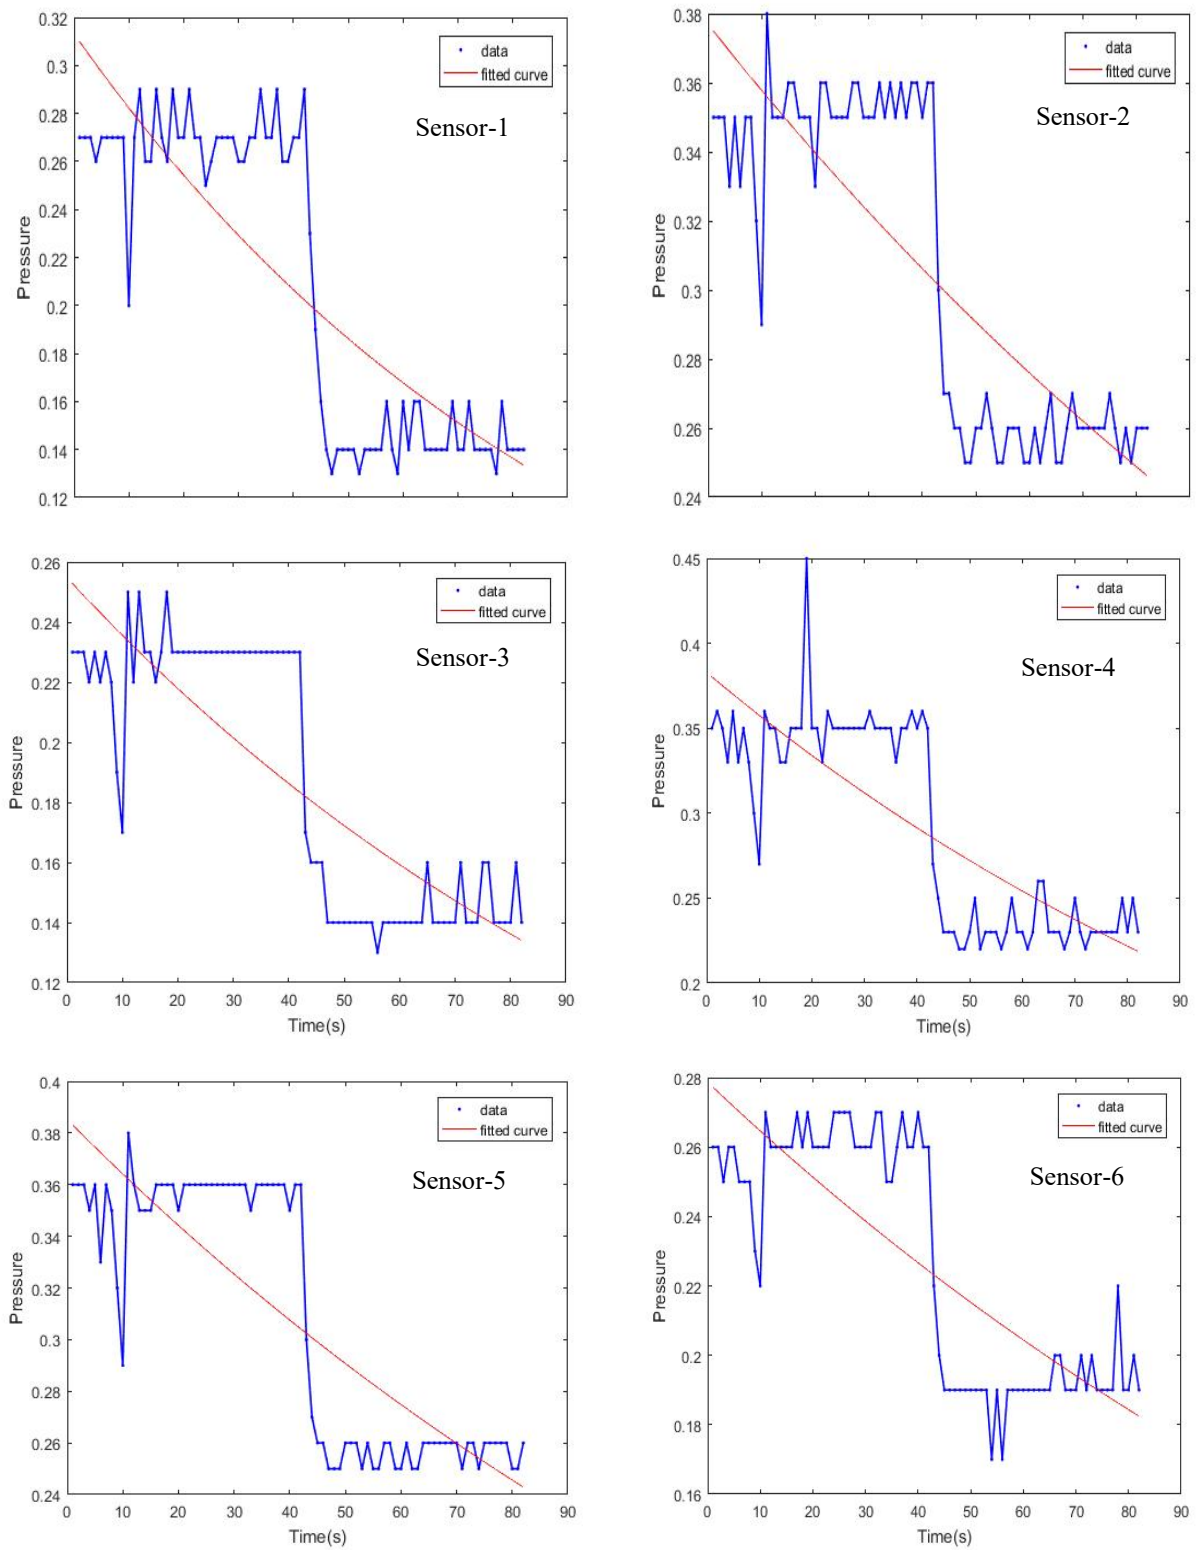 0.32
0.3
0.28
0.26
0.24
0.22
0.2
0.18
0.16
0.14
0.12
Pressure
data
fitted curve
Sensor-1
0.38
0.36
0.34
0.32
0.3
0.28
0.26
0.24
Pressure
data
fitted curve
Sensor-2
0.26
0.24
0.22
0.2
0.18
0.16
0.14
0.12
Pressure
data
fitted curve
Sensor-3
0 10 20 30 40 50 60 70 80 90
Time(s)
0.45
0.4
0.35
0.3
0.25
0.2
Pressure
data
fitted curve
Sensor-4
0 10 20 30 40 50 60 70 80 90
Time(s)
0.4
0.38
0.36
0.34
0.32
0.3
0.28
0.26
0.24
Pressure
data
fitted curve
Sensor-5
0 10 20 30 40 50 60 70 80 90
Time(s)
0.28
0.26
0.24
0.22
0.2
0.18
0.16
Pressure
data
fitted curve
Sensor-6
0 10 20 30 40 50 60 70 80 90
Time(s)